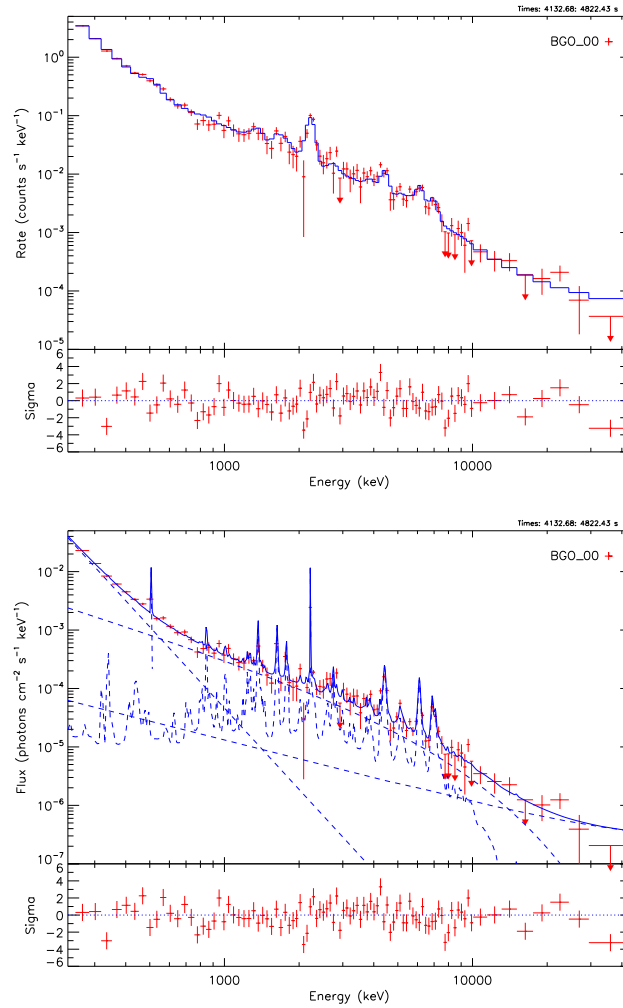 Times: 4132.68: 4822.43 s
BGO_00
10⁰
10⁻¹
10⁻²
10⁻³
10⁻⁴
10⁻⁵
Rate (counts s⁻¹ keV⁻¹)
6
4
2
0
-2
-4
-6
Sigma
1000 10000
Energy (keV)
Times: 4132.68: 4822.43 s
BGO_00
10⁻²
10⁻³
10⁻⁴
10⁻⁵
10⁻⁶
10⁻⁷
Flux (photons cm⁻² s⁻¹ keV⁻¹)
6
4
2
0
-2
-4
-6
Sigma
1000 10000
Energy (keV)